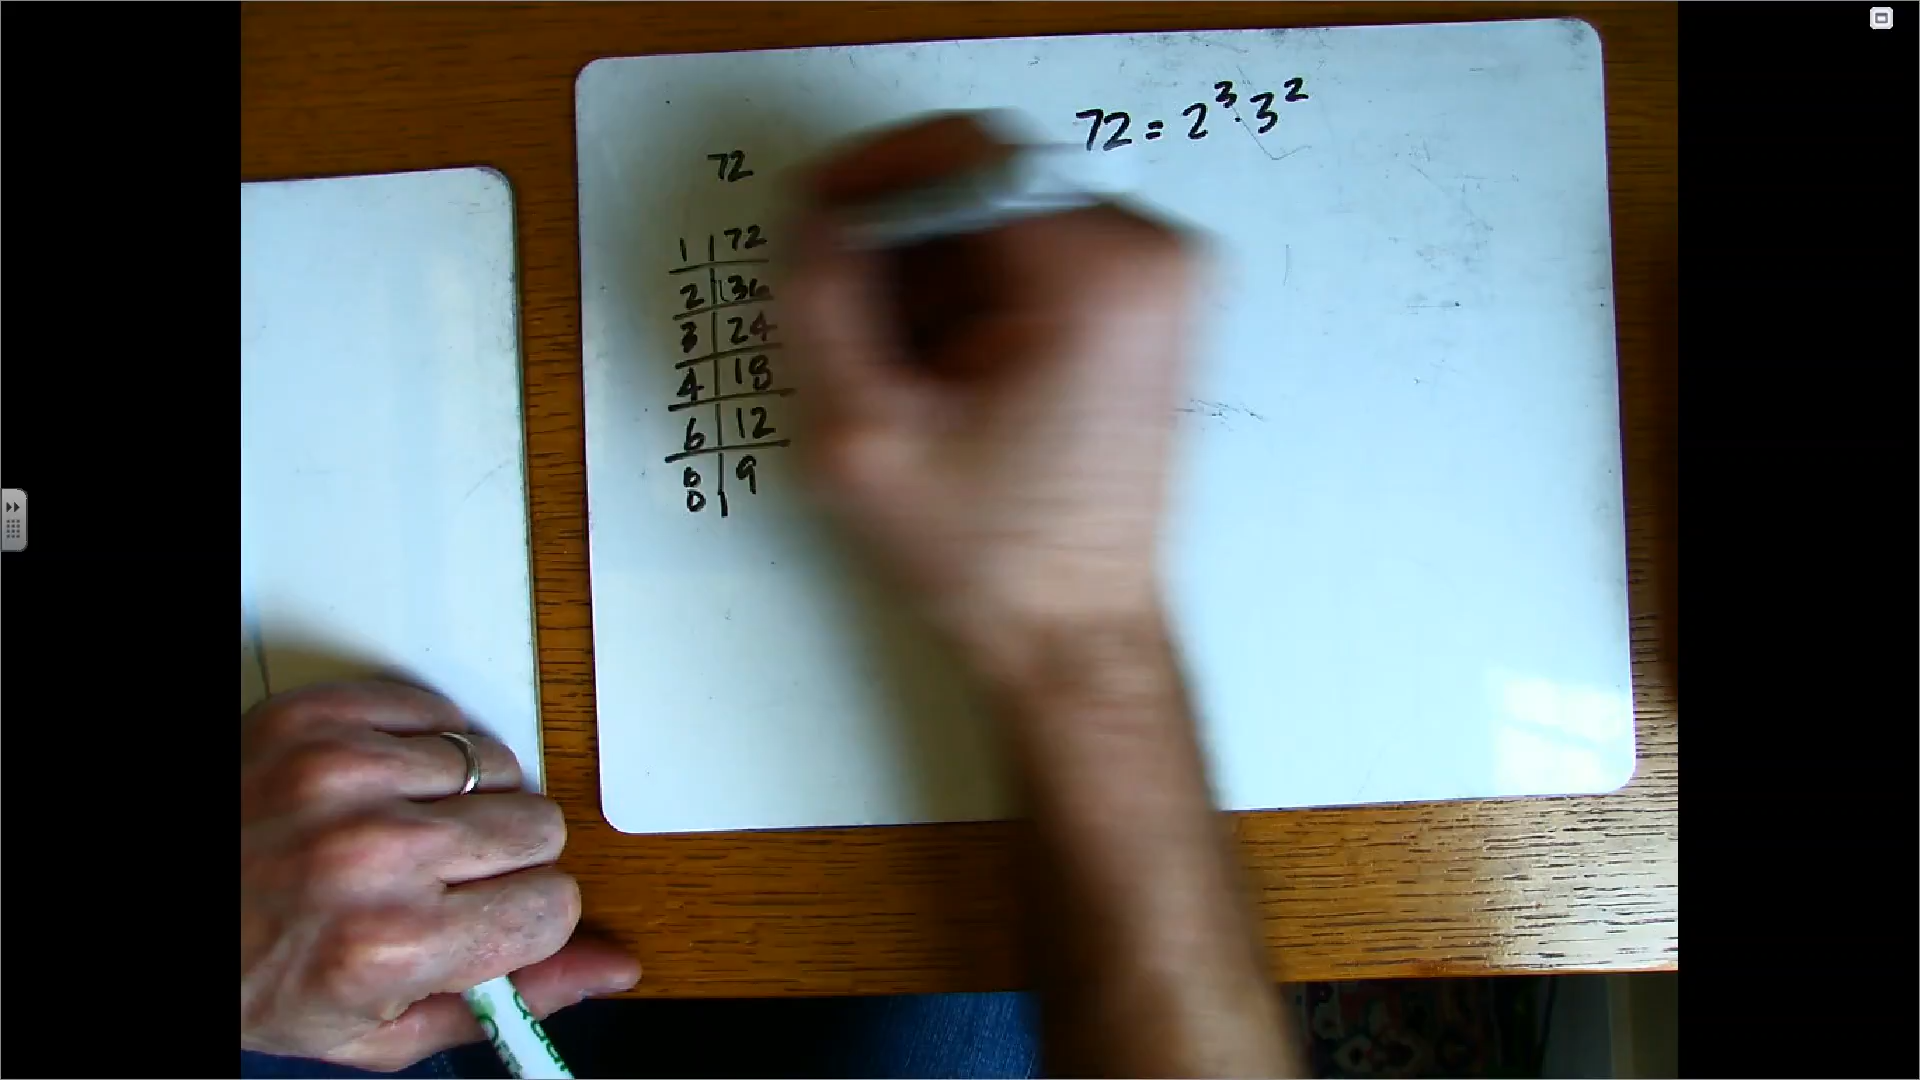 72 = 2³·3²
72
1 | 72
2 | 36
3 | 24
4 | 18
6 | 12
8 | 9